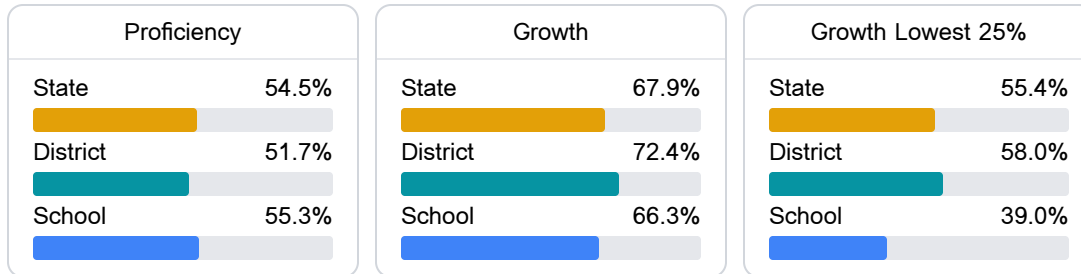 Proficiency
State 54.5%
District 51.7%
School 55.3%
Growth
State 67.9%
District 72.4%
School 66.3%
Growth Lowest 25%
State 55.4%
District 58.0%
School 39.0%